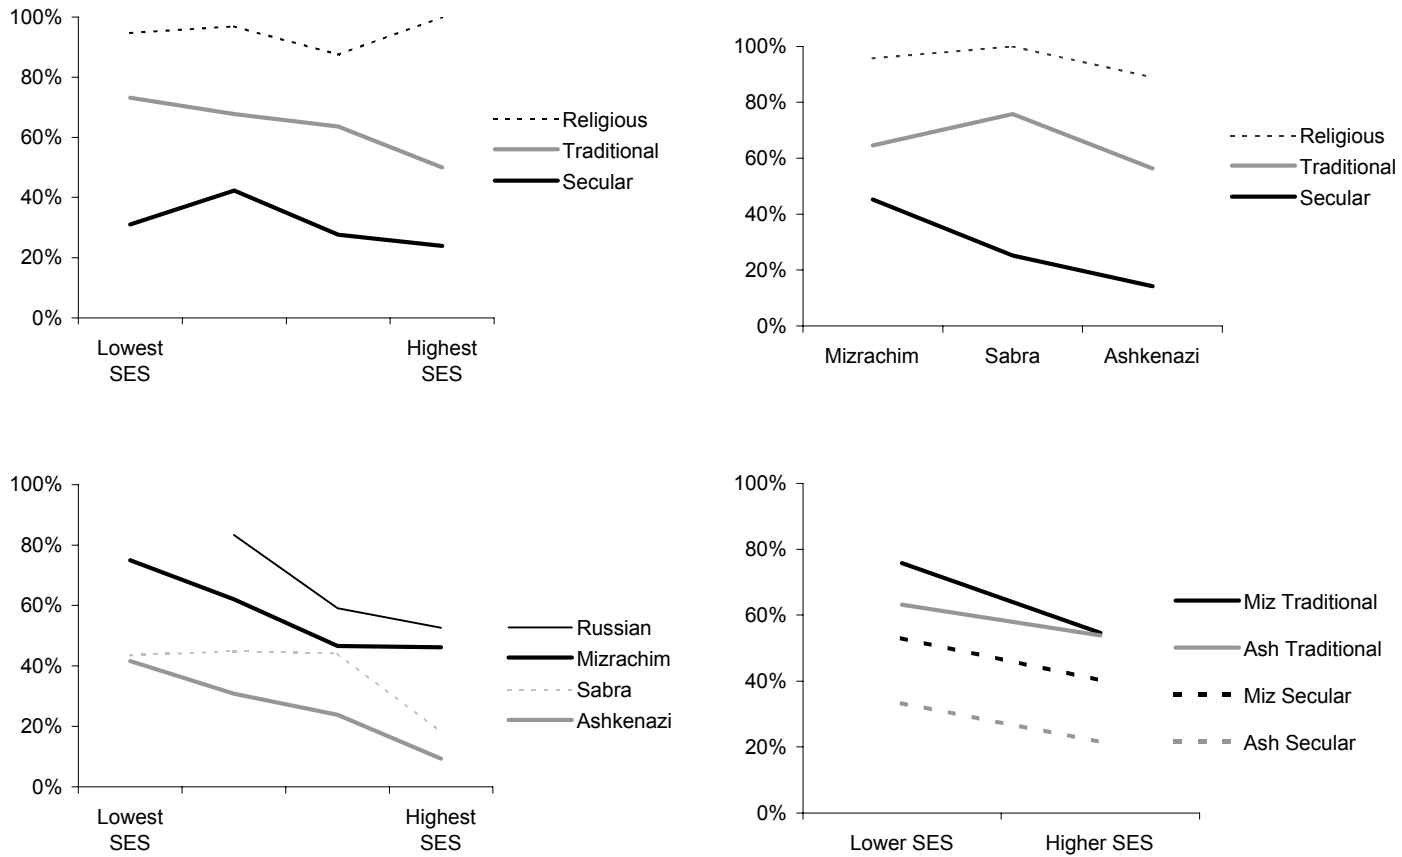 100%
80%
60%
40%
20%
0%
Lowest
SES
Highest
SES
Religious
Traditional
Secular
100%
80%
60%
40%
20%
0%
Mizrachim
Sabra
Ashkenazi
Religious
Traditional
Secular
100%
80%
60%
40%
20%
0%
Lowest
SES
Highest
SES
Russian
Mizrachim
Sabra
Ashkenazi
100%
80%
60%
40%
20%
0%
Lower SES
Higher SES
Miz Traditional
Ash Traditional
Miz Secular
Ash Secular